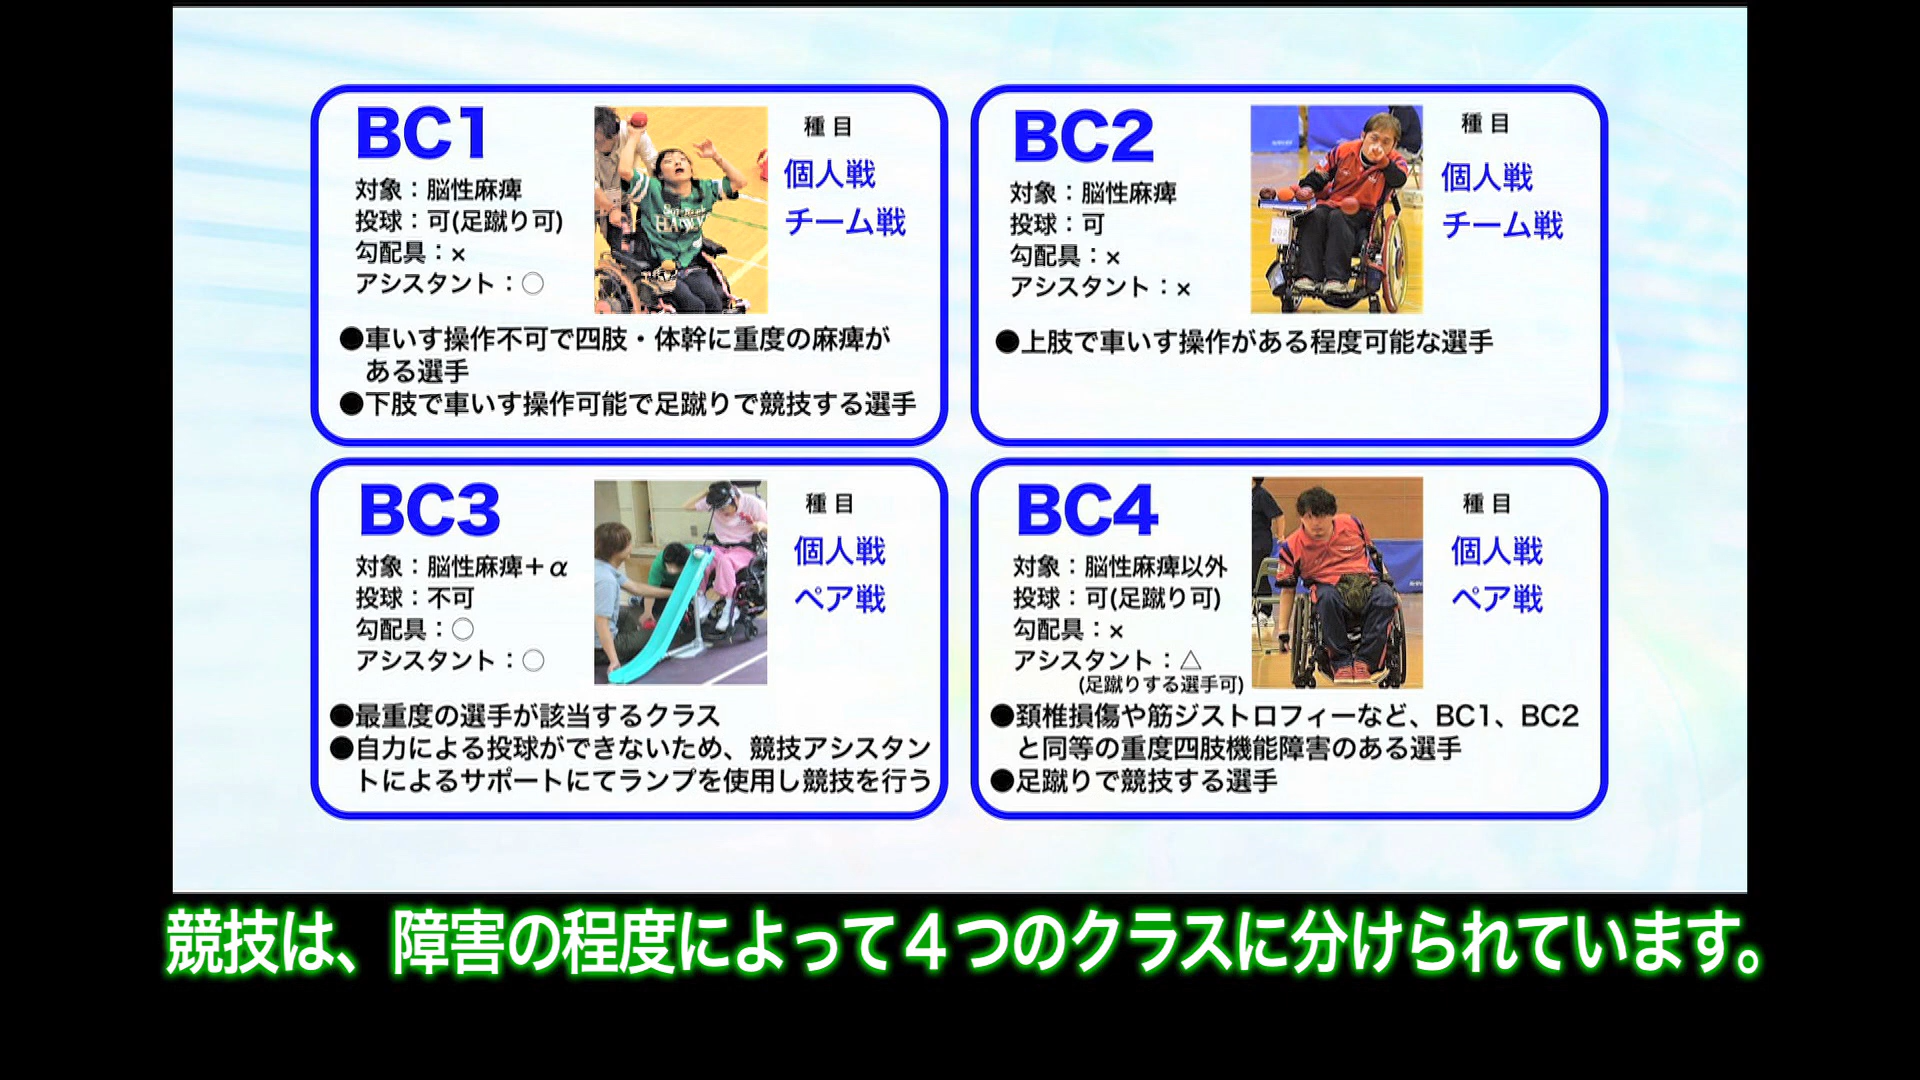 BC1
対象：脳性麻痺
投球：可(足蹴り可)
勾配具：×
アシスタント：○
種目
個人戦
チーム戦
●車いす操作不可で四肢・体幹に重度の麻痺が
ある選手
●下肢で車いす操作可能で足蹴りで競技する選手
BC2
対象：脳性麻痺
投球：可
勾配具：×
アシスタント：×
種目
個人戦
チーム戦
●上肢で車いす操作がある程度可能な選手
BC3
対象：脳性麻痺＋α
投球：不可
勾配具：○
アシスタント：○
種目
個人戦
ペア戦
●最重度の選手が該当するクラス
●自力による投球ができないため、競技アシスタン
トによるサポートにてランプを使用し競技を行う
BC4
対象：脳性麻痺以外
投球：可(足蹴り可)
勾配具：×
アシスタント：△
(足蹴りする選手可)
種目
個人戦
ペア戦
●頚椎損傷や筋ジストロフィーなど、BC1、BC2
と同等の重度四肢機能障害のある選手
●足蹴りで競技する選手
競技は、障害の程度によって４つのクラスに分けられています。